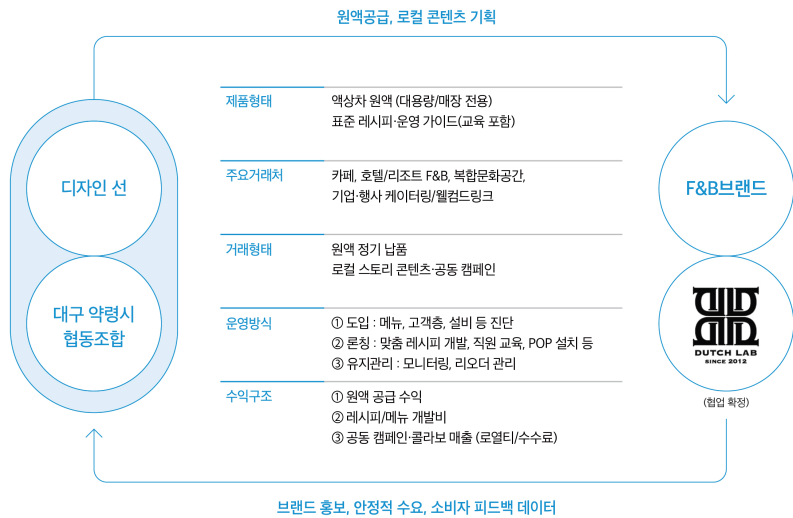 원액공급, 로컬 콘텐츠 기획
디자인 선
대구 약령시
협동조합
제품형태
액상차 원액 (대용량/매장 전용)
표준 레시피·운영 가이드(교육 포함)
주요거래처
카페, 호텔/리조트 F&B, 복합문화공간,
기업·행사 케이터링/웰컴드링크
거래형태
원액 정기 납품
로컬 스토리 콘텐츠·공동 캠페인
운영방식
① 도입 : 메뉴, 고객층, 설비 등 진단
② 론칭 : 맞춤 레시피 개발, 직원 교육, POP 설치 등
③ 유지관리 : 모니터링, 리오더 관리
수익구조
① 원액 공급 수익
② 레시피/메뉴 개발비
③ 공동 캠페인·콜라보 매출 (로열티/수수료)
F&B브랜드
DUTCH LAB
SINCE 2012
(협업 확정)
브랜드 홍보, 안정적 수요, 소비자 피드백 데이터